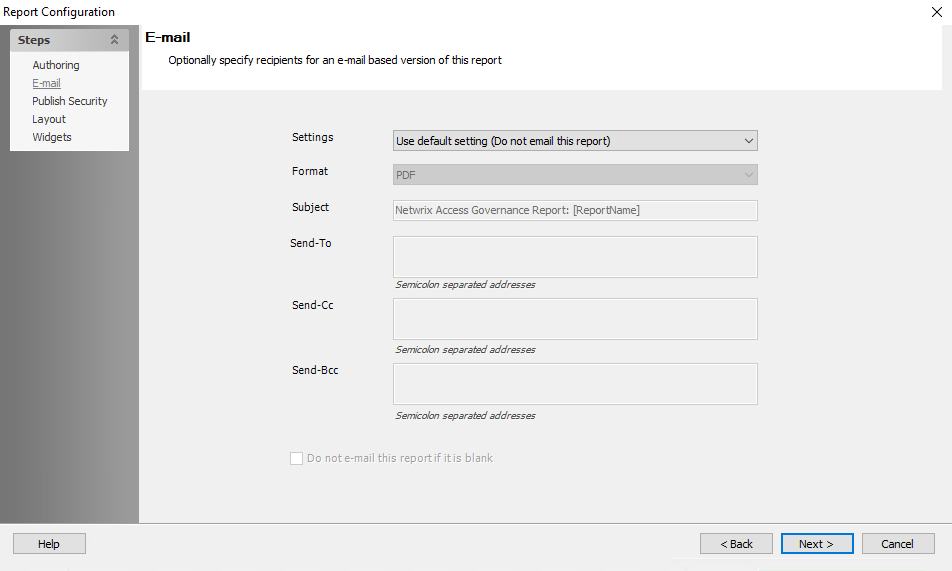 Report Configuration
Steps
Authoring
E-mail
Publish Security
Layout
Widgets
E-mail
Optionally specify recipients for an e-mail based version of this report
Settings
Use default setting (Do not email this report)
Format
PDF
Subject
Netwrix Access Governance Report: [ReportName]
Send-To
Semicolon separated addresses
Send-Cc
Semicolon separated addresses
Send-Bcc
Semicolon separated addresses
Do not e-mail this report if it is blank
Help
< Back
Next >
Cancel